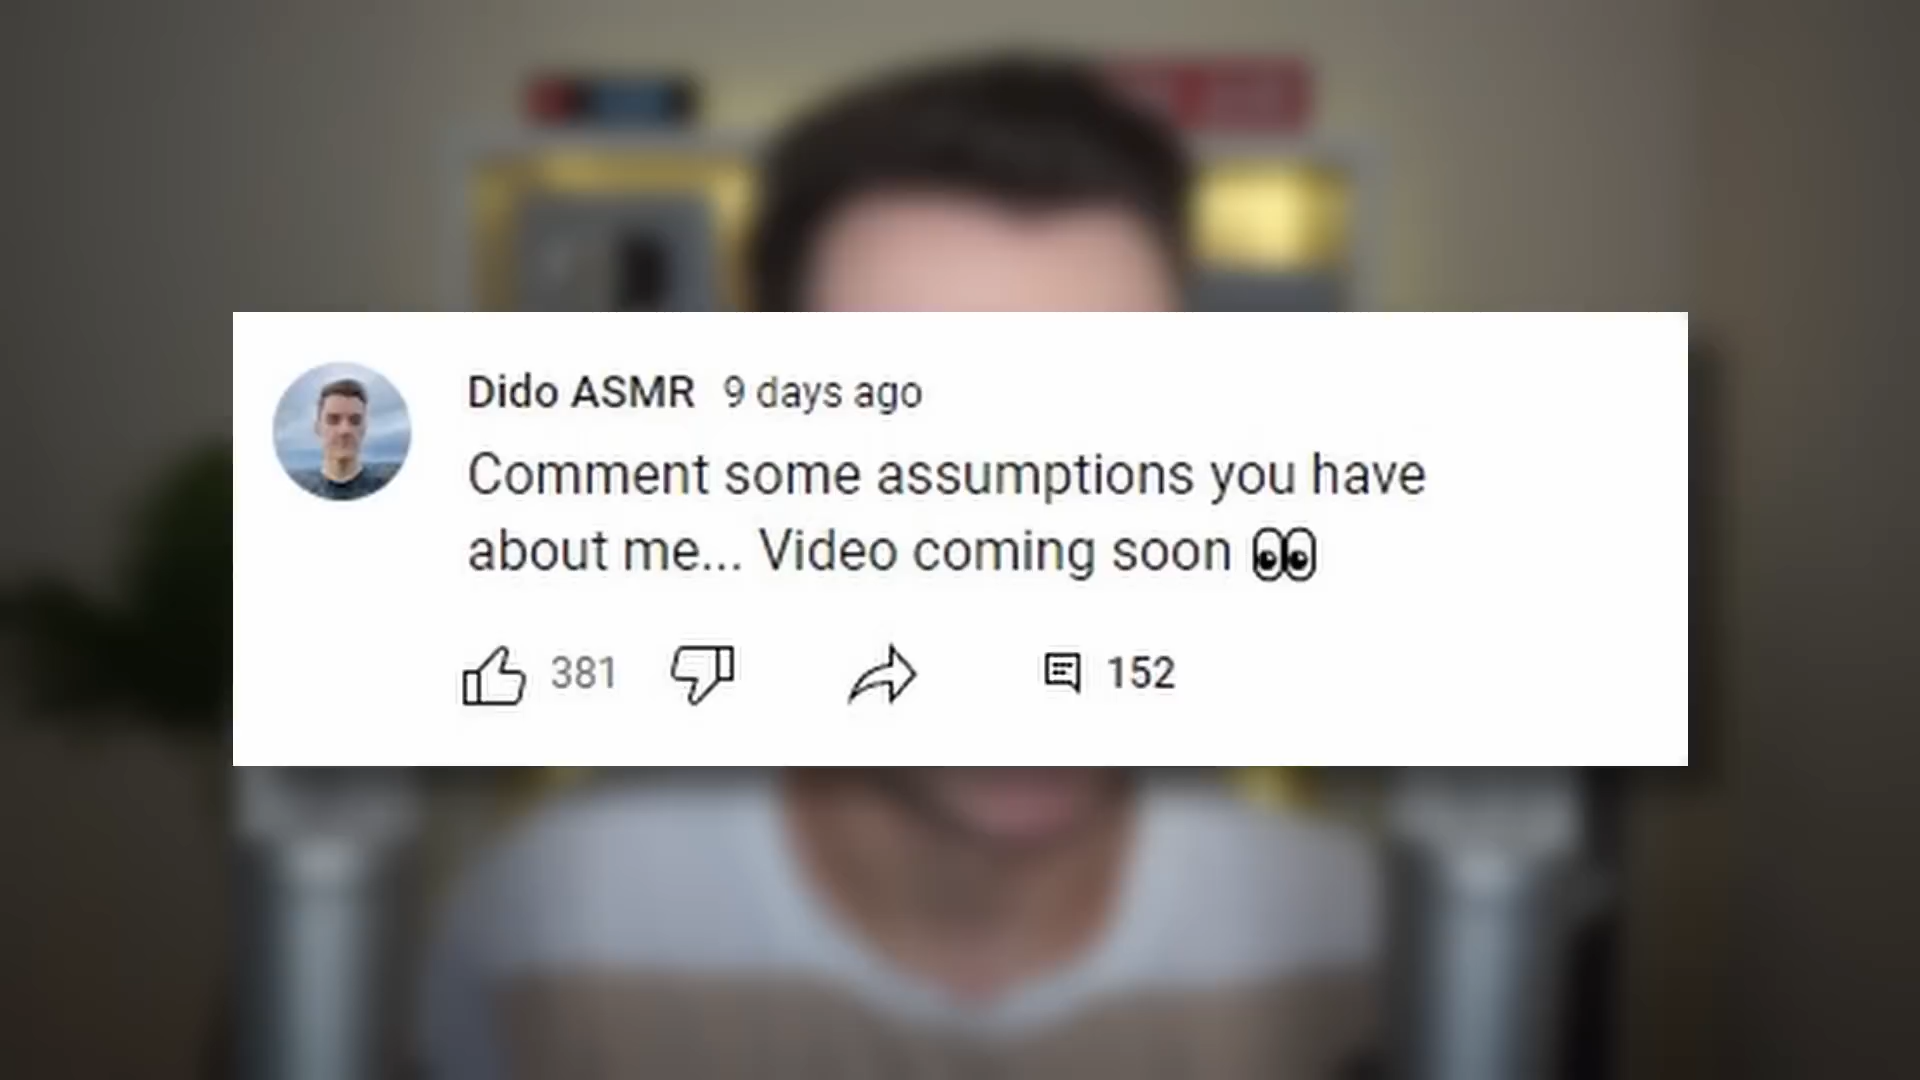 Dido ASMR 9 days ago
Comment some assumptions you have
about me... Video coming soon 👀
381 152